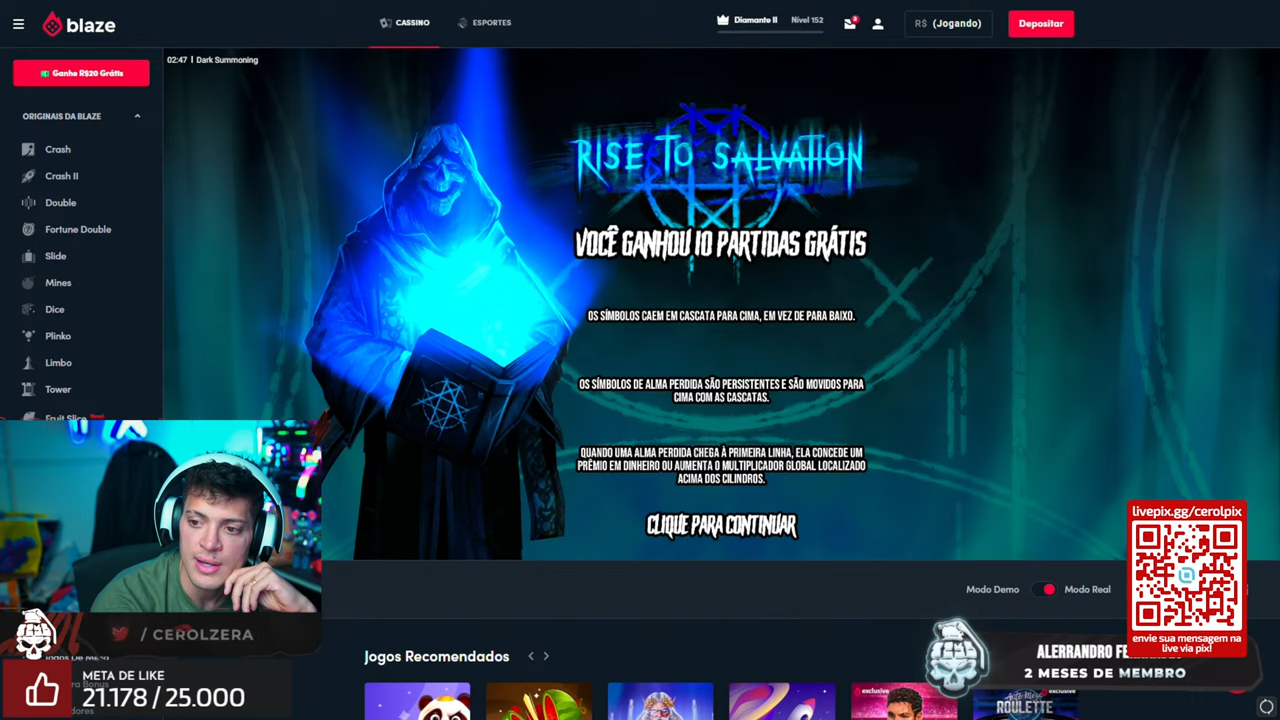 blaze
CASSINO
ESPORTES
Diamante II
Nível 152
R$ (Jogando)
Depositar
Ganhe R$20 Grátis
02:47 | Dark Summoning
ORIGINAIS DA BLAZE
Crash
Crash II
Double
Fortune Double
Slide
Mines
Dice
Plinko
Limbo
Tower
Fruit Slice
RISE TO SALVATION
VOCÊ GANHOU 10 PARTIDAS GRÁTIS
OS SÍMBOLOS CAEM EM CASCATA PARA CIMA, EM VEZ DE PARA BAIXO.
OS SÍMBOLOS DE ALMA PERDIDA SÃO PERSISTENTES E SÃO MOVIDOS PARA
CIMA COM AS CASCATAS.
QUANDO UMA ALMA PERDIDA CHEGA À PRIMEIRA LINHA, ELA CONCEDE UM
PRÊMIO EM DINHEIRO OU AUMENTA O MULTIPLICADOR GLOBAL LOCALIZADO
ACIMA DOS CILINDROS.
CLIQUE PARA CONTINUAR
livepix.gg/cerolpix
envie sua mensagem na
live via pix!
Modo Demo
Modo Real
/ CEROLZERA
ALERRANDO
2 MESES DE MEMBRO
Jogos Recomendados
META DE LIKE
21.178 / 25.000
exclusive
exclusive
ROULETTE